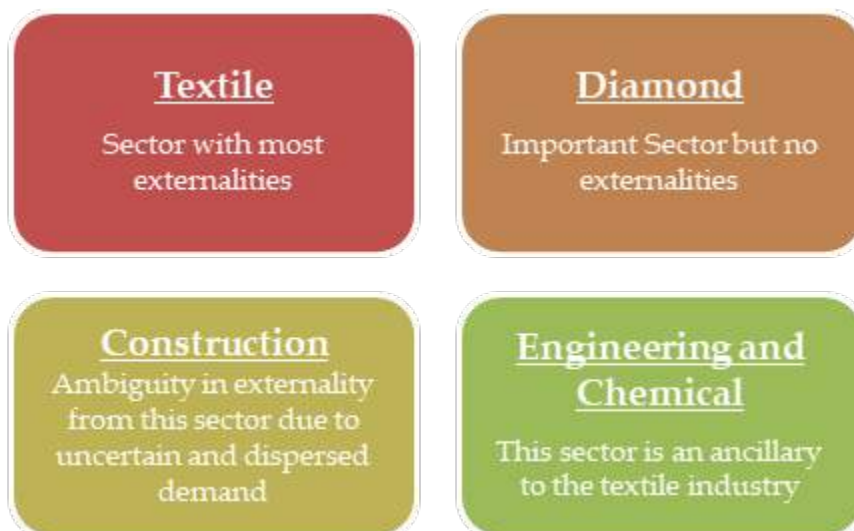 Textile
Sector with most
externalities
Diamond
Important Sector but no
externalities
Construction
Ambiguity in externality
from this sector due to
uncertain and dispersed
demand
Engineering and
Chemical
This sector is an ancillary
to the textile industry